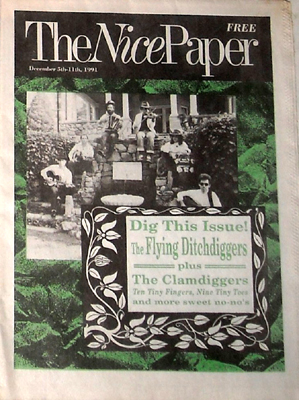 FREE
The Nice Paper
December 5th-11th, 1991
Dig This Issue!
The Flying Ditchdiggers
plus
The Clamdiggers
Ten Tiny Fingers, Nine Tiny Toes
and more sweet no-no's